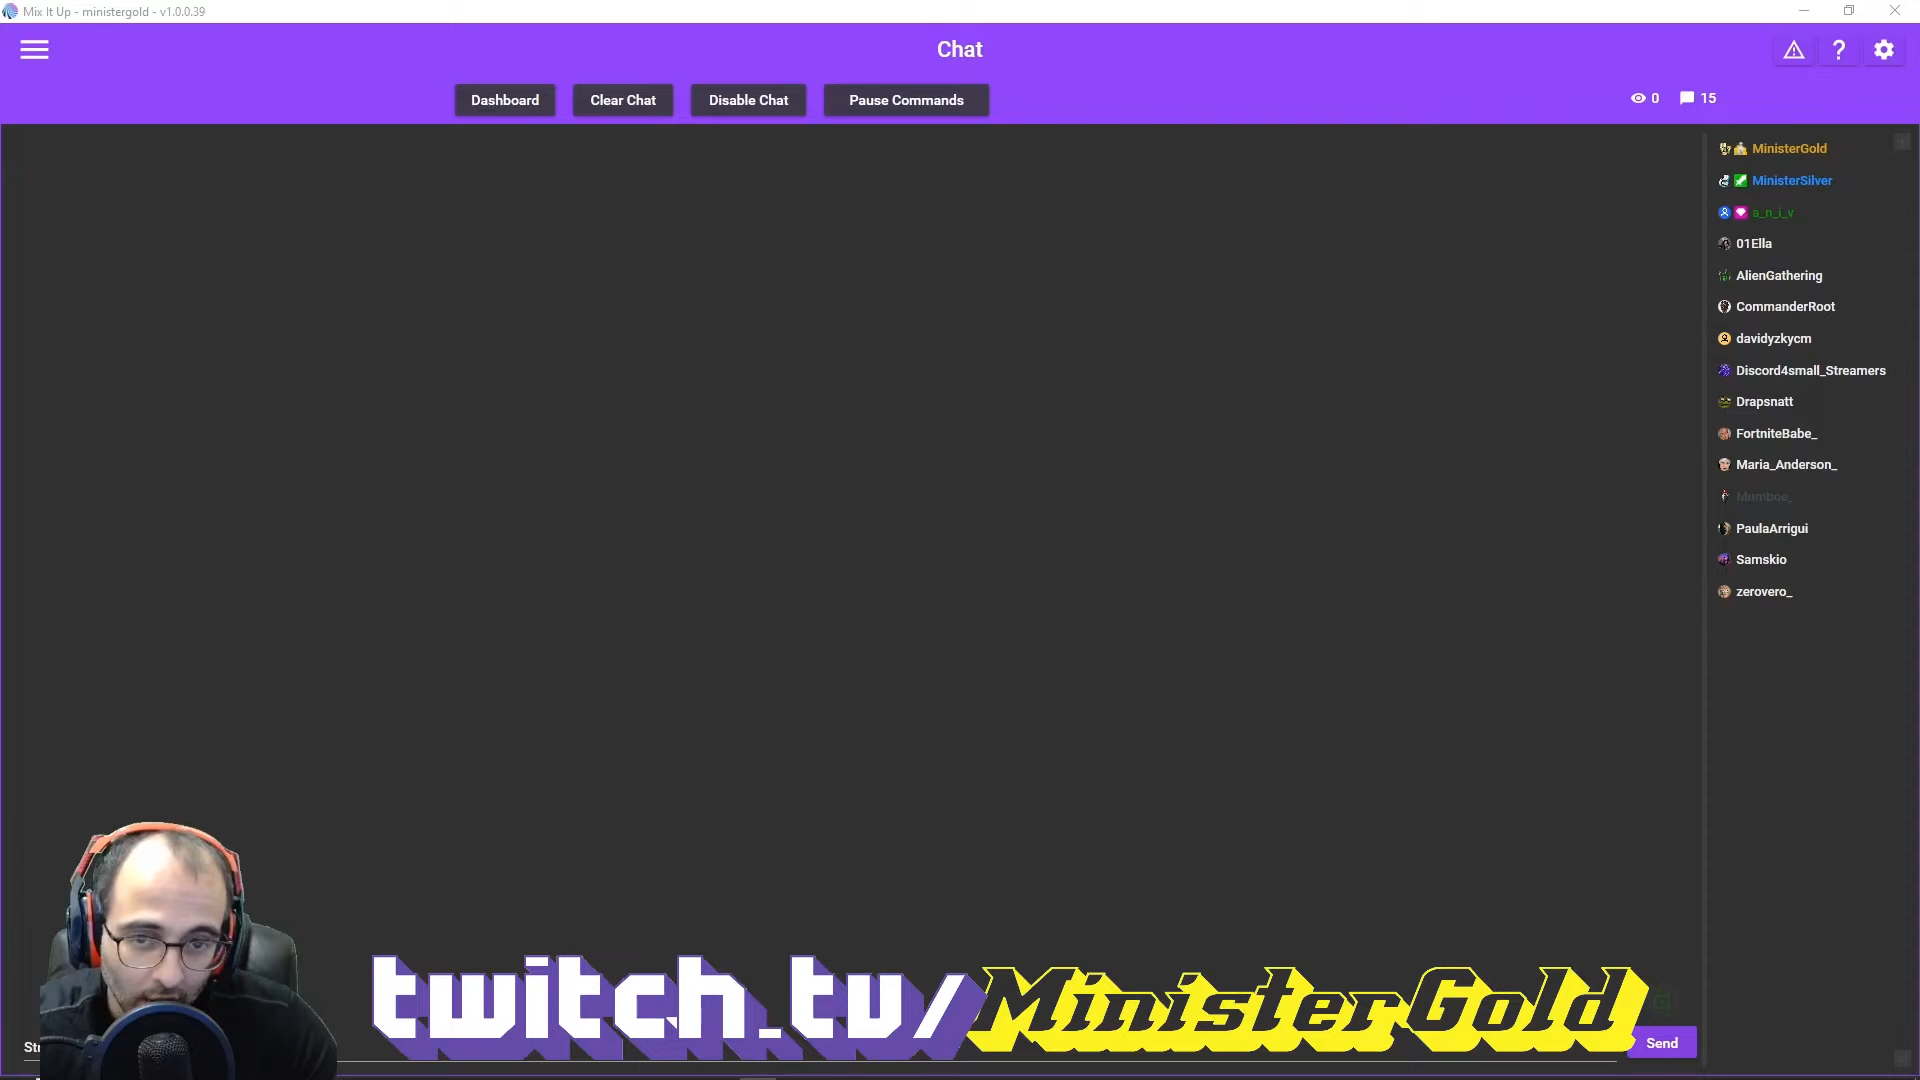 Mix It Up - ministergold - v1.0.0.39
Chat
Dashboard
Clear Chat
Disable Chat
Pause Commands
0
15
MinisterGold
MinisterSilver
a_n_i_v
01Ella
AlienGathering
CommanderRoot
davidyzkycm
Discord4small_Streamers
Drapsnatt
FortniteBabe_
Maria_Anderson_
Mumboe_
PaulaArrigui
Samskio
zerovero_
twitch.tv/MinisterGold
Send